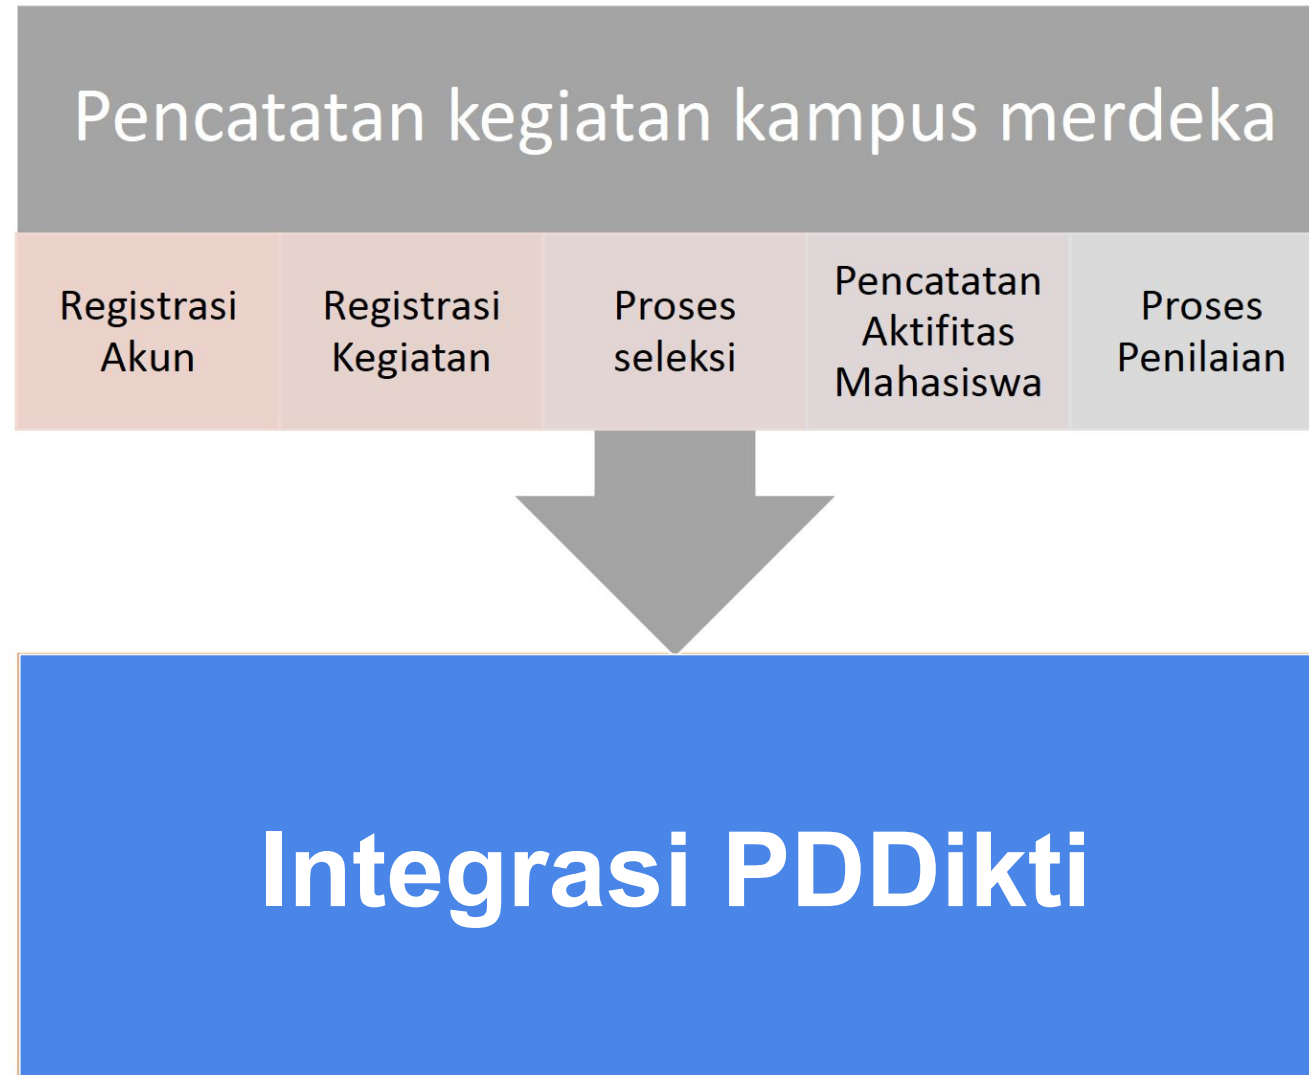 Pencatatan kegiatan kampus merdeka
Registrasi
Akun
Registrasi
Kegiatan
Proses
seleksi
Pencatatan
Aktifitas
Mahasiswa
Proses
Penilaian
Integrasi PDDikti